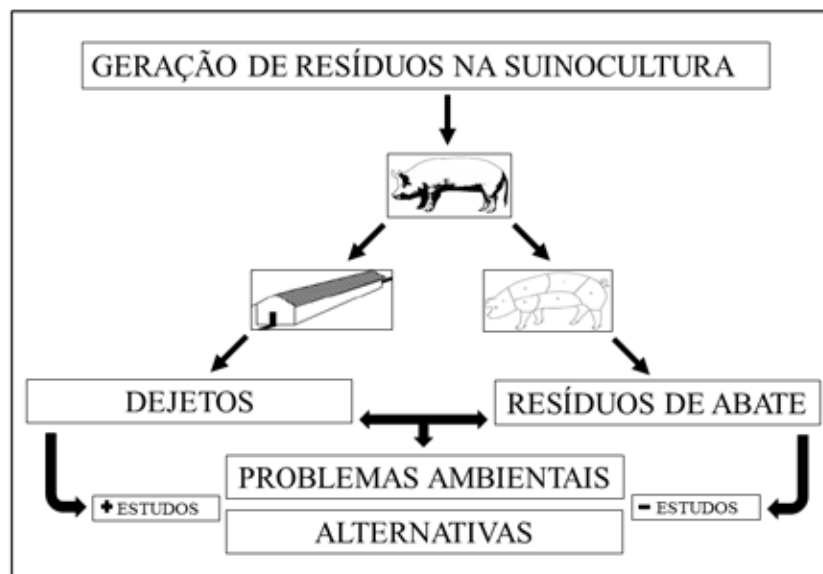 GERAÇÃO DE RESÍDUOS NA SUINOCULTURA
DEJETOS
RESÍDUOS DE ABATE
PROBLEMAS AMBIENTAIS
+ ESTUDOS
- ESTUDOS
ALTERNATIVAS